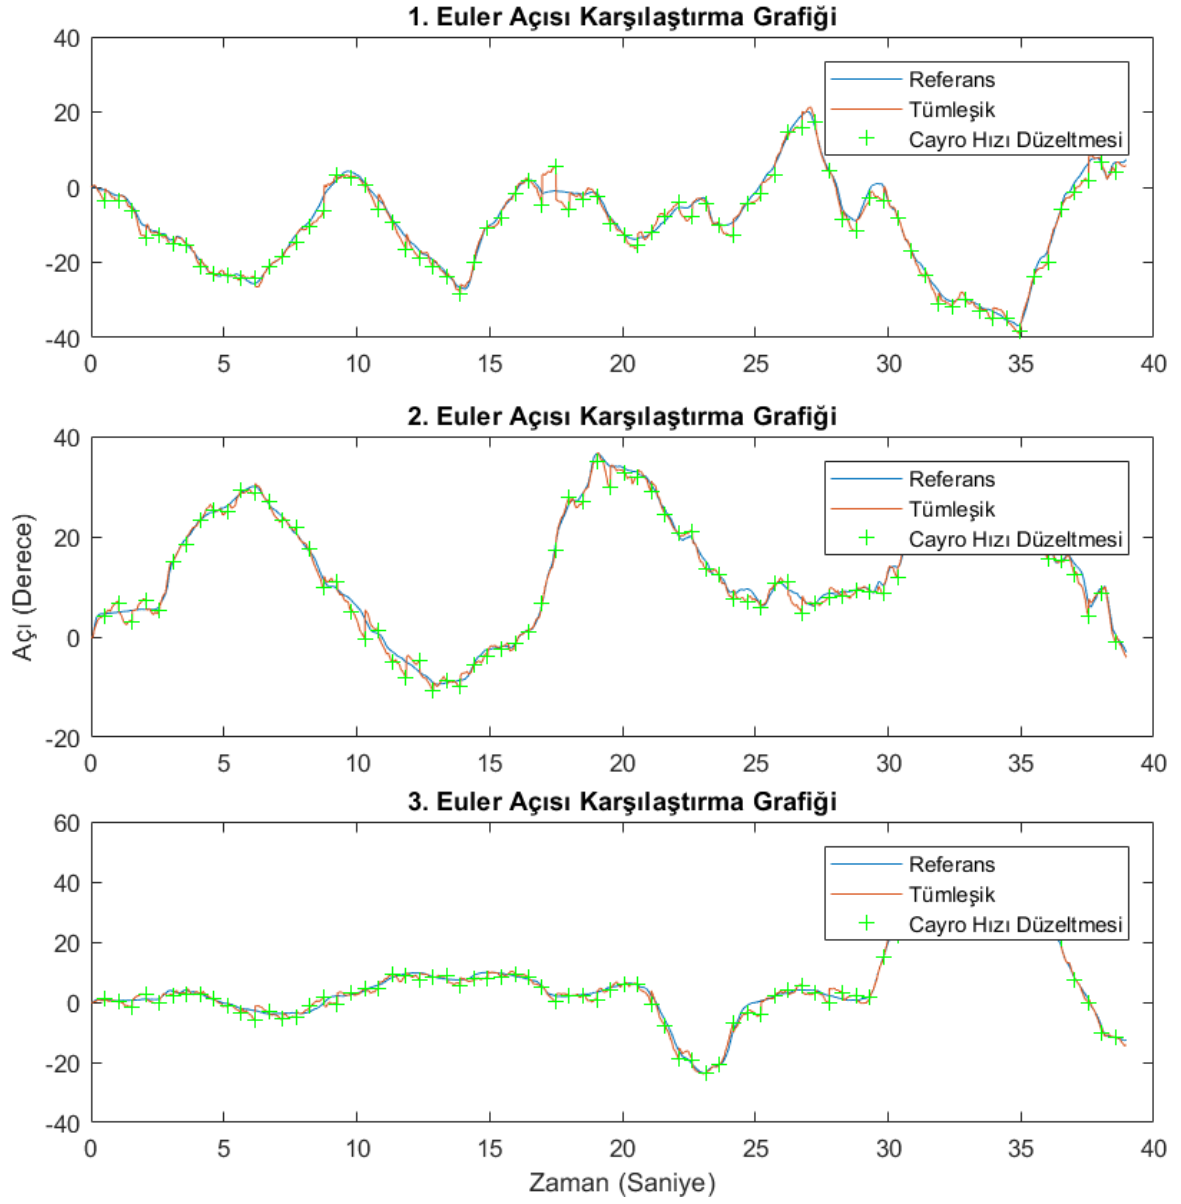 1. Euler Açısı Karşılaştırma Grafiği
40
20
0
-20
-40
Referans
Tümleşik
Cayro Hızı Düzeltmesi
0 5 10 15 20 25 30 35 40
2. Euler Açısı Karşılaştırma Grafiği
Açı (Derece)
40
20
0
-20
Referans
Tümleşik
Cayro Hızı Düzeltmesi
0 5 10 15 20 25 30 35 40
3. Euler Açısı Karşılaştırma Grafiği
60
40
20
0
-20
-40
Referans
Tümleşik
Cayro Hızı Düzeltmesi
0 5 10 15 20 25 30 35 40
Zaman (Saniye)